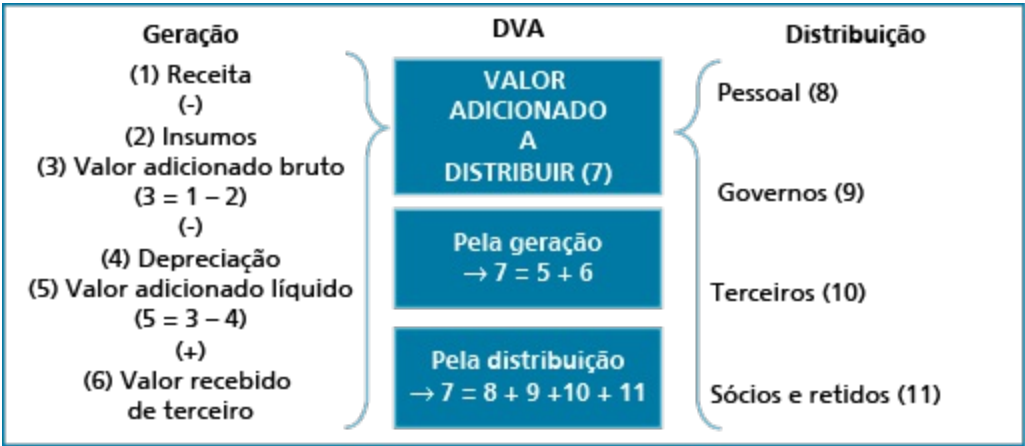 Geração
(1) Receita
(-)
(2) Insumos
(3) Valor adicionado bruto
(3 = 1 – 2)
(-)
(4) Depreciação
(5) Valor adicionado líquido
(5 = 3 – 4)
(+)
(6) Valor recebido
de terceiro
DVA
VALOR
ADICIONADO
A
DISTRIBUIR (7)
Pela geração
→ 7 = 5 + 6
Pela distribuição
→ 7 = 8 + 9 +10 + 11
Distribuição
Pessoal (8)
Governos (9)
Terceiros (10)
Sócios e retidos (11)